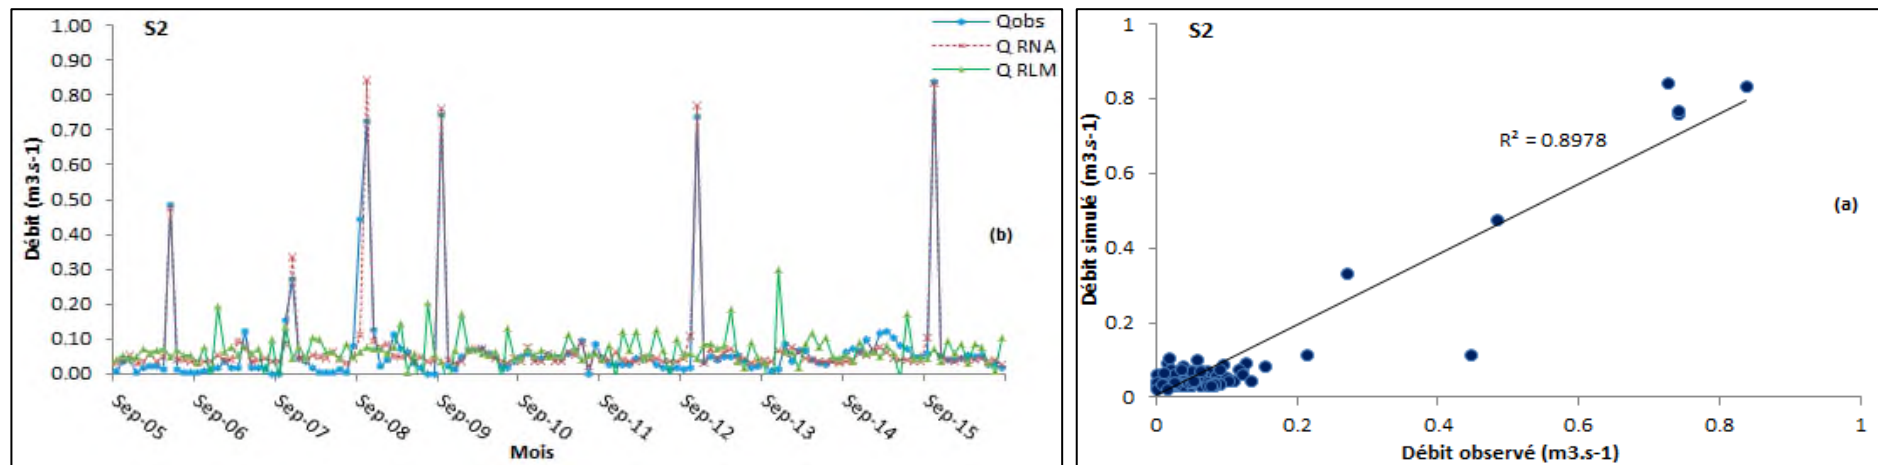 S2
Qobs
Q RNA
Q RLM
1.00
0.90
0.80
0.70
0.60
0.50
0.40
0.30
0.20
0.10
0.00
Débit (m3.s-1)
(b)
Sep-05
Sep-06
Sep-07
Sep-08
Sep-09
Sep-10
Sep-11
Sep-12
Sep-13
Sep-14
Sep-15
Mois
S2
1
0.8
0.6
0.4
0.2
0
Débit simulé (m3.s-1)
R² = 0.8978
(a)
0
0.2
0.4
0.6
0.8
1
Débit observé (m3.s-1)